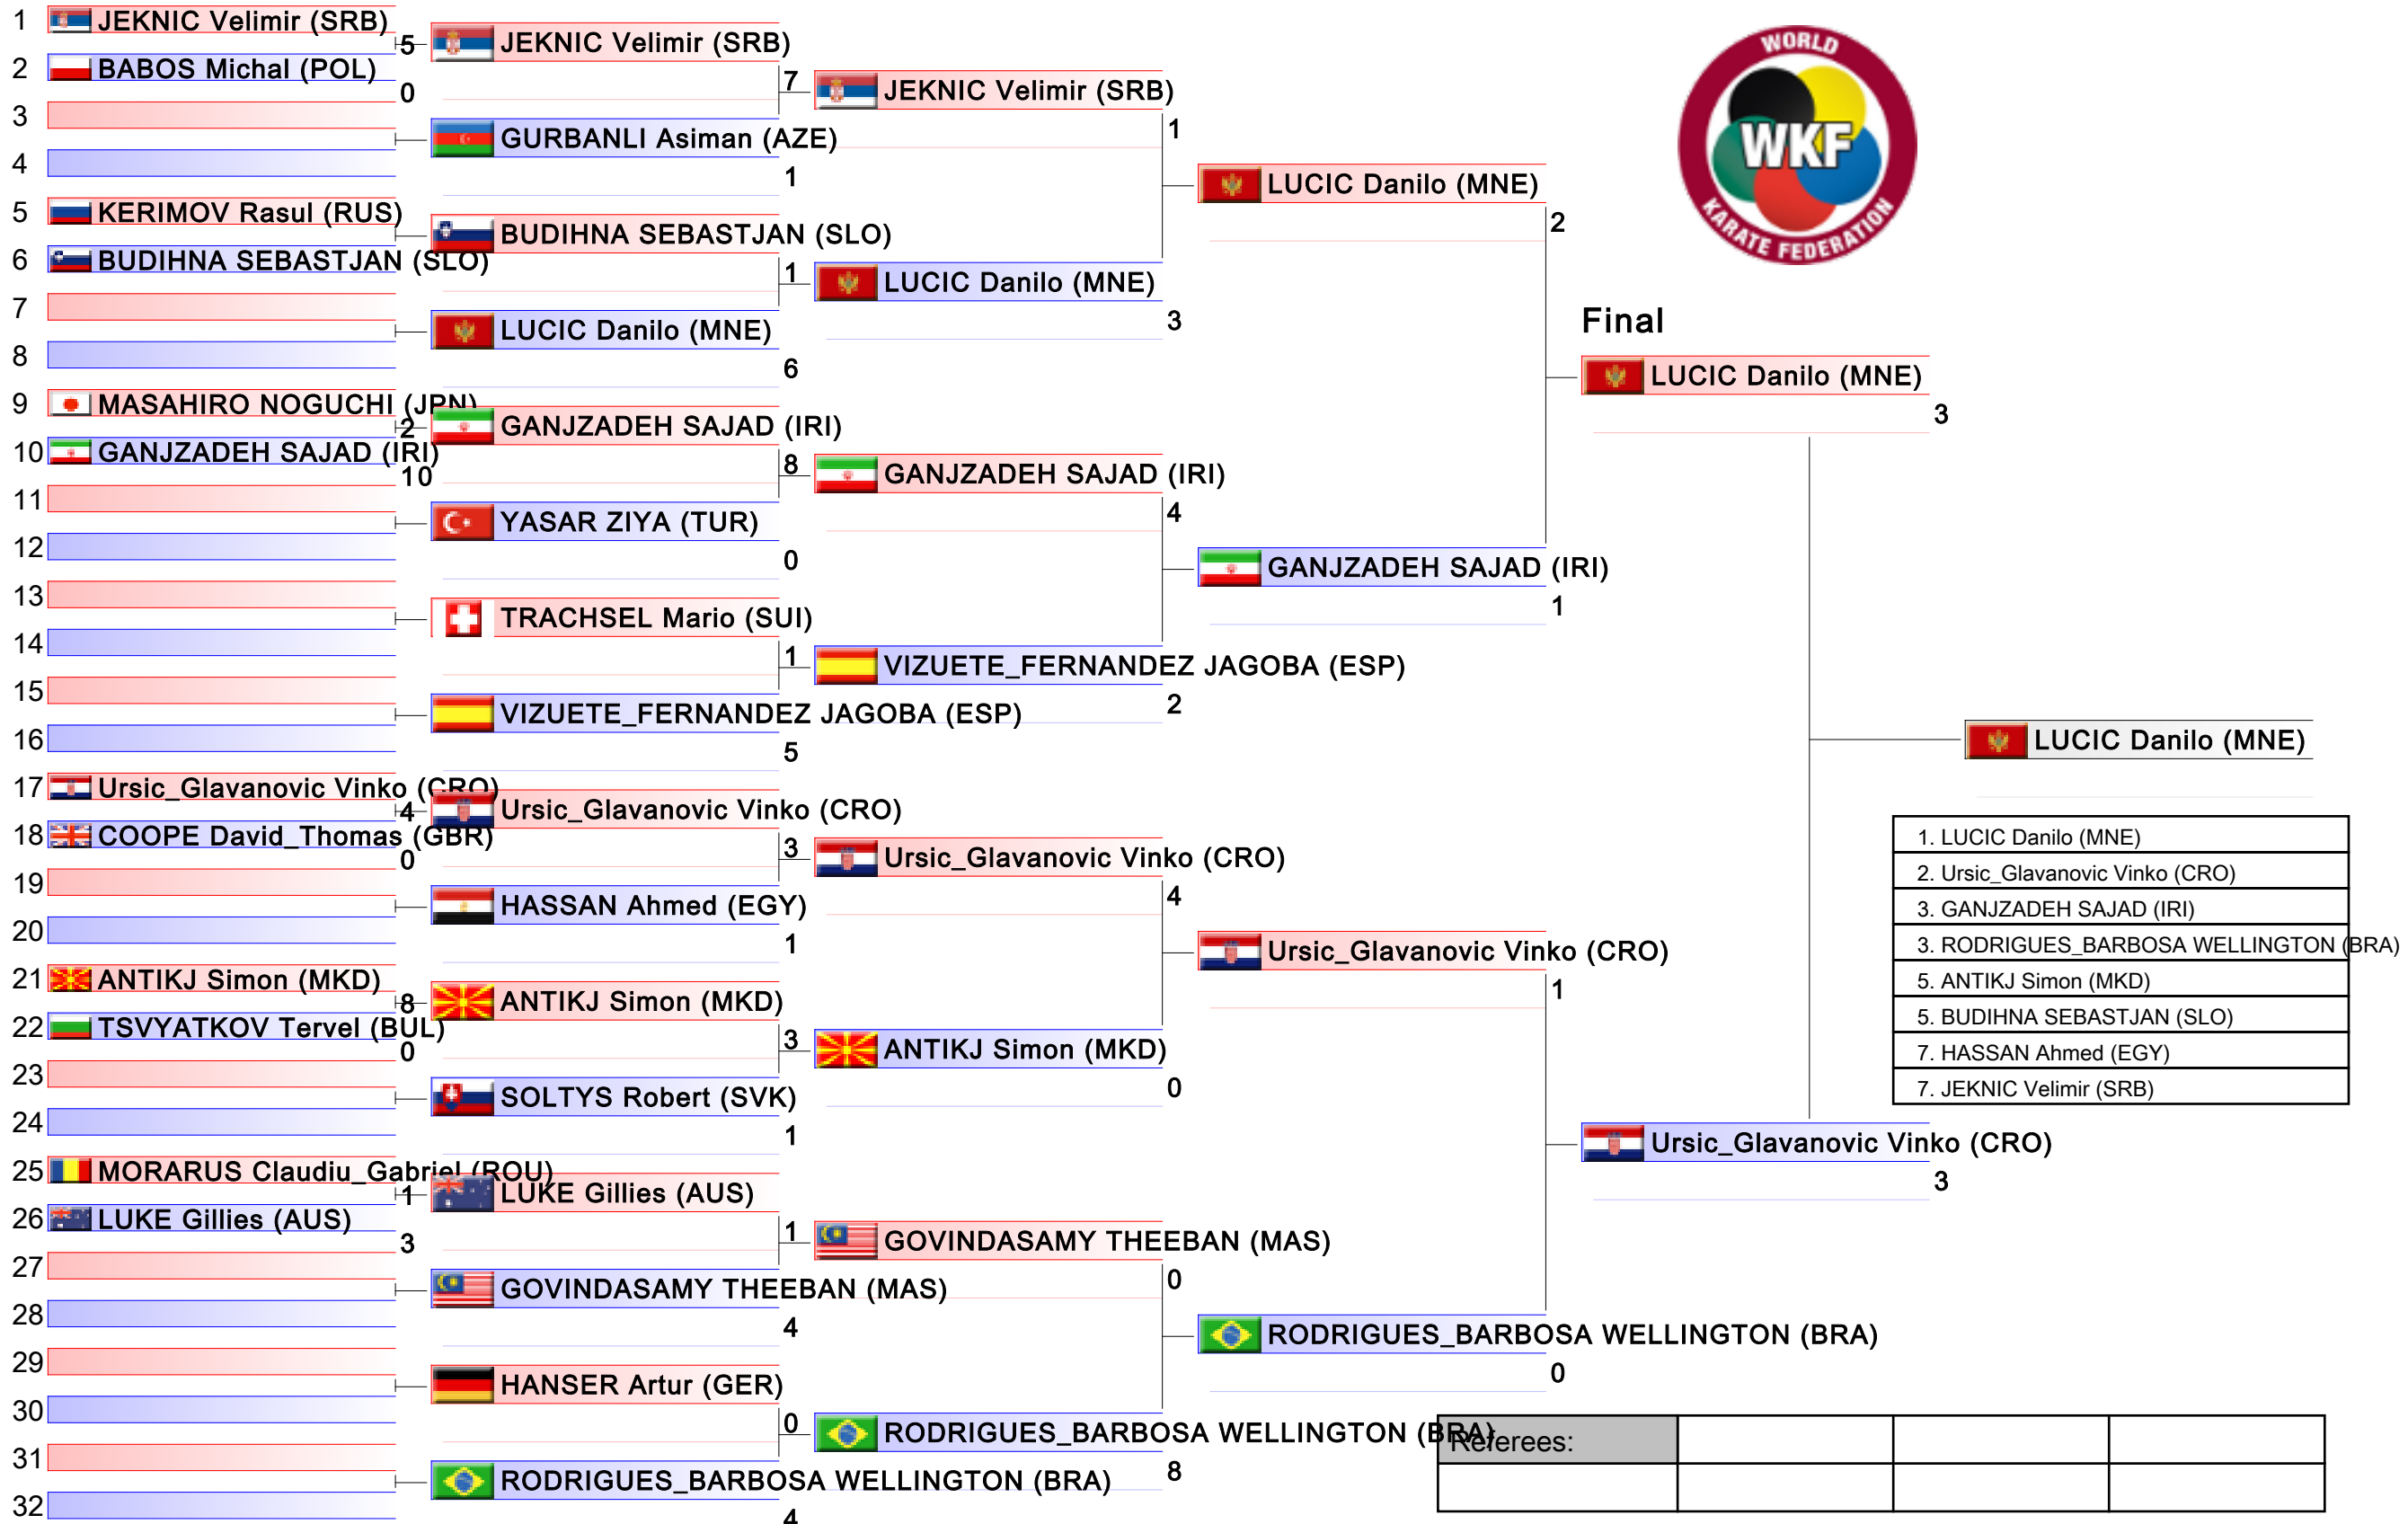 1 JEKNIC Velimir (SRB)
5
2 BABOS Michal (POL)
0
3
4
5 KERIMOV Rasul (RUS)
6 BUDIHNA SEBASTJAN (SLO)
7
8
9 MASAHIRO NOGUCHI (JPN)
2
10 GANJZADEH SAJAD (IRI)
10
11
12
13
14
15
16
17 Ursic_Glavanovic Vinko (CRO)
4
18 COOPE David_Thomas (GBR)
0
19
20
21 ANTIKJ Simon (MKD)
8
22 TSVYATKOV Tervel (BUL)
0
23
24
25 MORARUS Claudiu_Gabriel (ROU)
1
26 LUKE Gillies (AUS)
3
27
28
29
30
31
32
JEKNIC Velimir (SRB)
7
GURBANLI Asiman (AZE)
1
BUDIHNA SEBASTJAN (SLO)
1
LUCIC Danilo (MNE)
6
GANJZADEH SAJAD (IRI)
8
YASAR ZIYA (TUR)
0
TRACHSEL Mario (SUI)
1
VIZUETE_FERNANDEZ JAGOBA (ESP)
5
Ursic_Glavanovic Vinko (CRO)
3
HASSAN Ahmed (EGY)
1
ANTIKJ Simon (MKD)
3
SOLTYS Robert (SVK)
1
LUKE Gillies (AUS)
1
GOVINDASAMY THEEBAN (MAS)
4
HANSER Artur (GER)
0
RODRIGUES_BARBOSA WELLINGTON (BRA)
4
JEKNIC Velimir (SRB)
1
LUCIC Danilo (MNE)
3
GANJZADEH SAJAD (IRI)
4
VIZUETE_FERNANDEZ JAGOBA (ESP)
2
Ursic_Glavanovic Vinko (CRO)
4
ANTIKJ Simon (MKD)
0
GOVINDASAMY THEEBAN (MAS)
0
RODRIGUES_BARBOSA WELLINGTON (BRA)
8
LUCIC Danilo (MNE)
2
GANJZADEH SAJAD (IRI)
1
Ursic_Glavanovic Vinko (CRO)
1
RODRIGUES_BARBOSA WELLINGTON (BRA)
0
WORLD
WKF
KARATE FEDERATION
Final
LUCIC Danilo (MNE)
3
Ursic_Glavanovic Vinko (CRO)
3
LUCIC Danilo (MNE)
1. LUCIC Danilo (MNE)
2. Ursic_Glavanovic Vinko (CRO)
3. GANJZADEH SAJAD (IRI)
3. RODRIGUES_BARBOSA WELLINGTON (BRA)
5. ANTIKJ Simon (MKD)
5. BUDIHNA SEBASTJAN (SLO)
7. HASSAN Ahmed (EGY)
7. JEKNIC Velimir (SRB)
Referees: